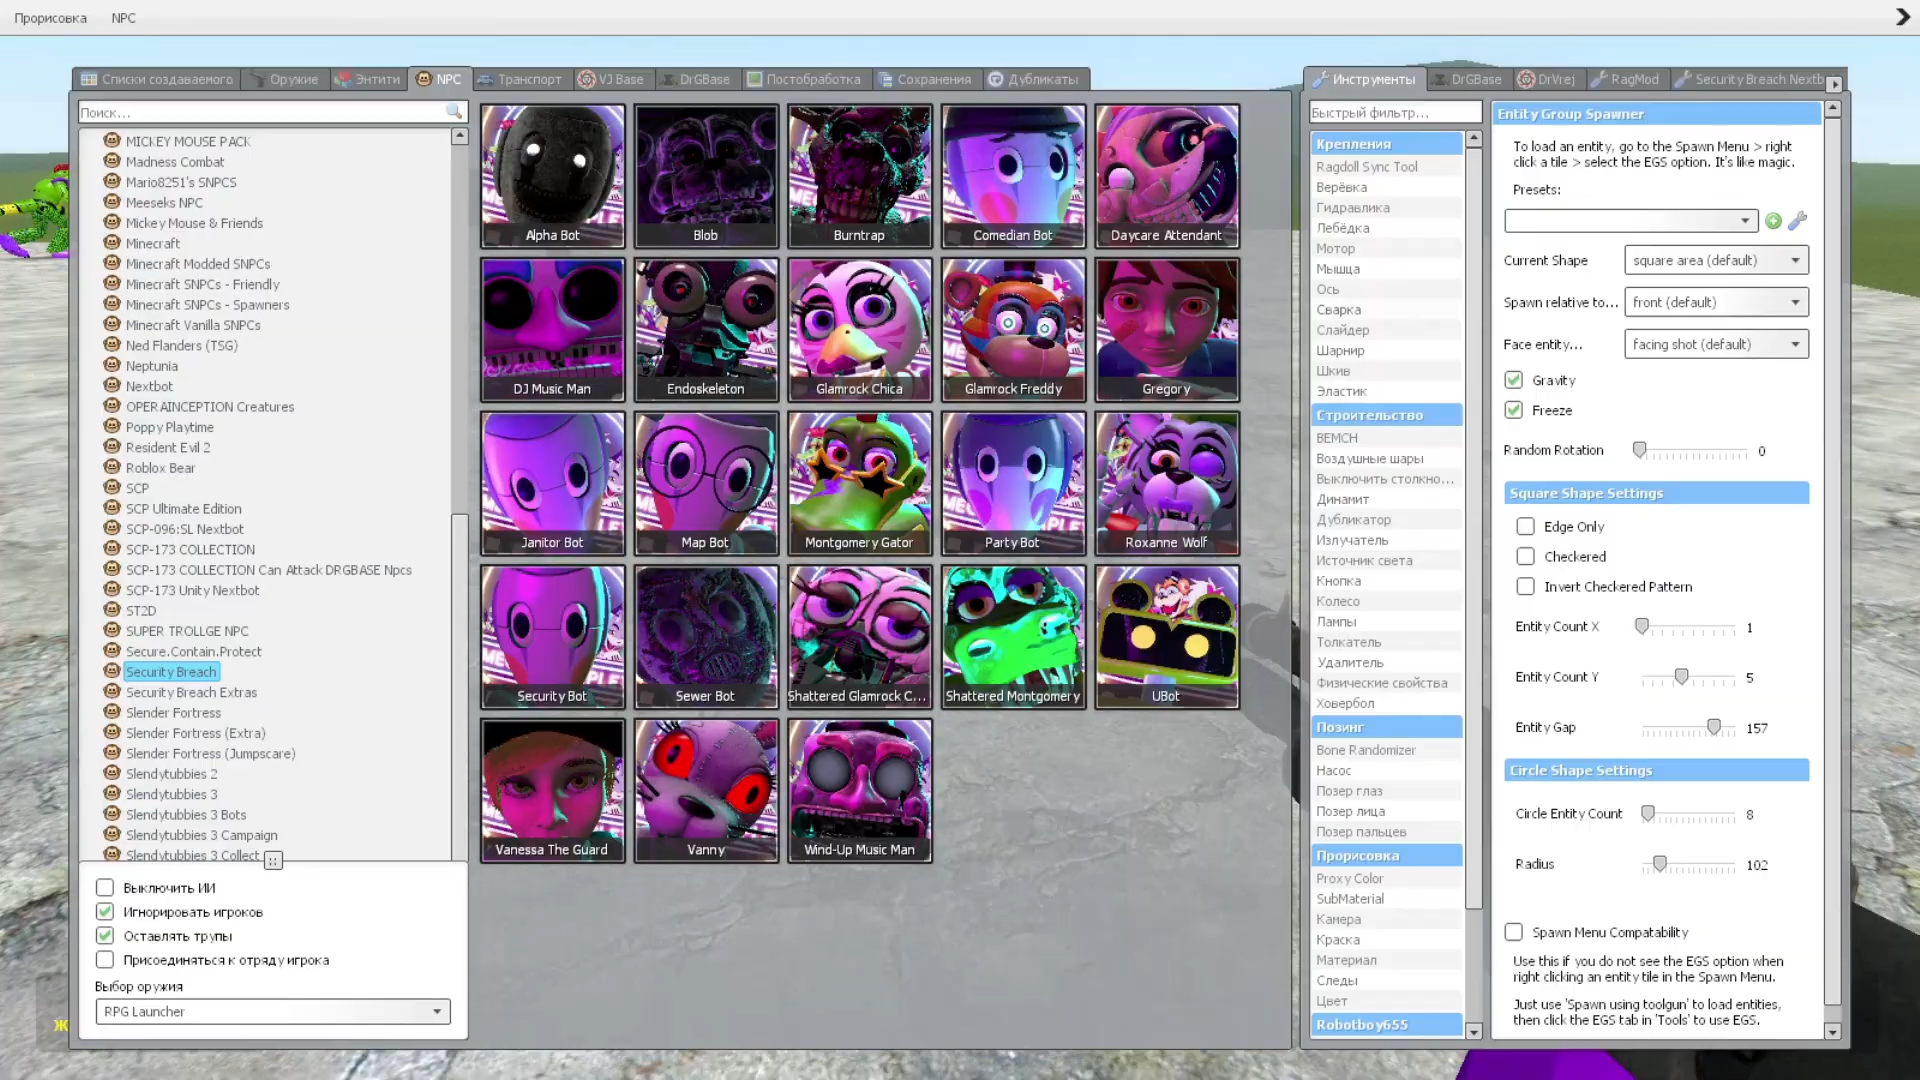 Прорисовка NPC
Списки создаваемого Оружие Энтити NPC Транспорт VJ Base DrGBase Постобработка Сохранения Дубликаты
Поиск...
MICKEY MOUSE PACK
Madness Combat
Mario8251's SNPCS
Meeseks NPC
Mickey Mouse & Friends
Minecraft
Minecraft Modded SNPCs
Minecraft SNPCs - Friendly
Minecraft SNPCs - Spawners
Minecraft Vanilla SNPCs
Ned Flanders (TSG)
Neptunia
Nextbot
OPERAINCEPTION Creatures
Poppy Playtime
Resident Evil 2
Roblox Bear
SCP
SCP Ultimate Edition
SCP-096:SL Nextbot
SCP-173 COLLECTION
SCP-173 COLLECTION Can Attack DRGBASE Npcs
SCP-173 Unity Nextbot
ST2D
SUPER TROLLGE NPC
Secure.Contain.Protect
Security Breach
Security Breach Extras
Slender Fortress
Slender Fortress (Extra)
Slender Fortress (Jumpscare)
Slendytubbies 2
Slendytubbies 3
Slendytubbies 3 Bots
Slendytubbies 3 Campaign
Slendytubbies 3 Collect
Выключить ИИ
Игнорировать игроков
Оставлять трупы
Присоединяться к отряду игрока
Выбор оружия
RPG Launcher
Ж
Alpha Bot Blob Burntrap Comedian Bot Daycare Attendant
DJ Music Man Endoskeleton Glamrock Chica Glamrock Freddy Gregory
Janitor Bot Map Bot Montgomery Gator Party Bot Roxanne Wolf
Security Bot Sewer Bot Shattered Glamrock C... Shattered Montgomery UBot
Vanessa The Guard Vanny Wind-Up Music Man
Инструменты DrGBase DrVrej RagMod Security Breach Nextb
Быстрый фильтр...
Крепления
Ragdoll Sync Tool
Верёвка
Гидравлика
Лебёдка
Мотор
Мышца
Ось
Сварка
Слайдер
Шарнир
Шкив
Эластик
Строительство
BEMCH
Воздушные шары
Выключить столкно...
Динамит
Дубликатор
Излучатель
Источник света
Кнопка
Колесо
Лампы
Толкатель
Удалитель
Физические свойства
Ховербол
Позинг
Bone Randomizer
Насос
Позер глаз
Позер лица
Позер пальцев
Прорисовка
Proxy Color
SubMaterial
Камера
Краска
Материал
Следы
Цвет
Robotboy655
Entity Group Spawner
To load an entity, go to the Spawn Menu > right
click a tile > select the EGS option. It's like magic.
Presets:
Current Shape square area (default)
Spawn relative to... front (default)
Face entity... facing shot (default)
Gravity
Freeze
Random Rotation 0
Square Shape Settings
Edge Only
Checkered
Invert Checkered Pattern
Entity Count X 1
Entity Count Y 5
Entity Gap 157
Circle Shape Settings
Circle Entity Count 8
Radius 102
Spawn Menu Compatability
Use this if you do not see the EGS option when
right clicking an entity tile in the Spawn Menu.
Just use 'Spawn using toolgun' to load entities,
then click the EGS tab in 'Tools' to use EGS.